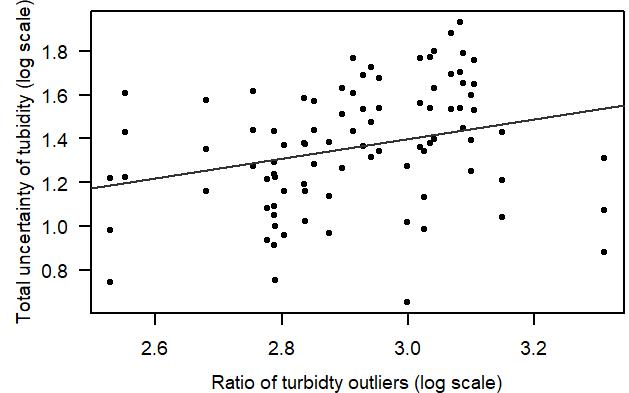 Total uncertainty of tubidity (log scale)
1.8
1.6
1.4
1.2
1.0
0.8
2.6 2.8 3.0 3.2
Ratio of turbidty outliers (log scale)